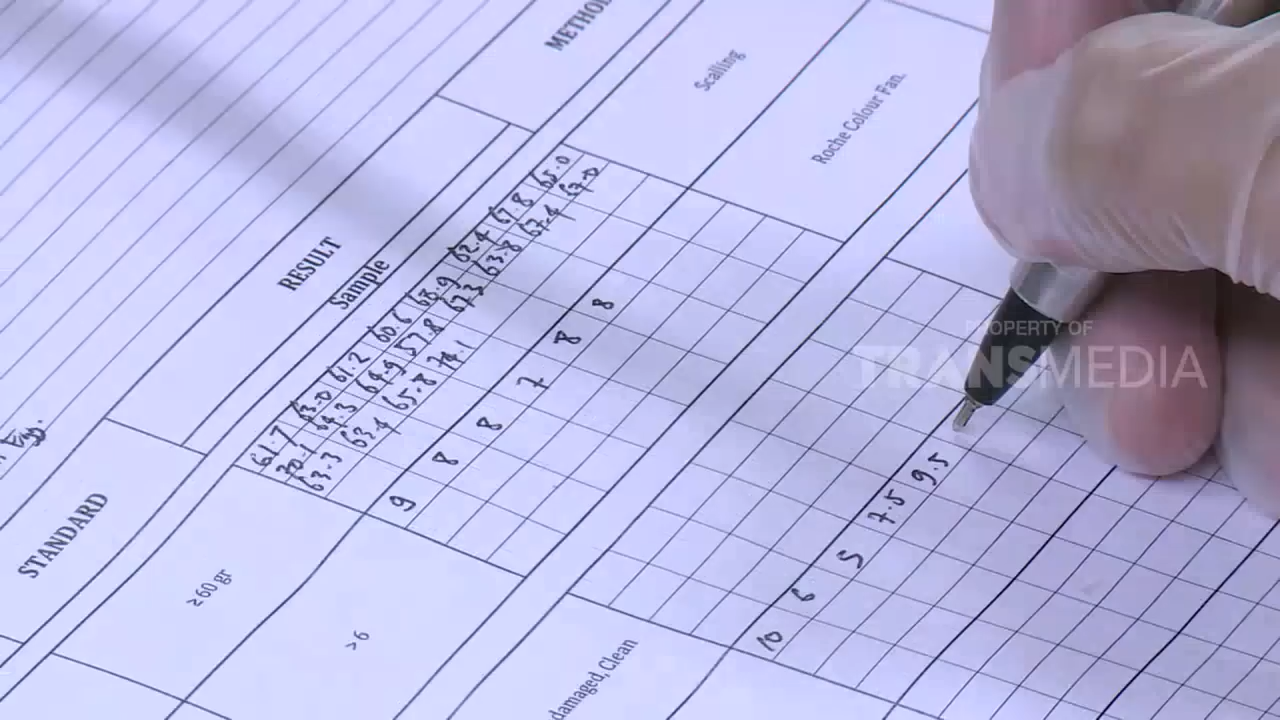 METHOD
Scalling
Roche Colour Fan.
RESULT
Sample
61.7 63.0 61.2 60.6 68.9 62.4 67.8 65.0
70.1 64.3 64.9 57.8 67.3 63.8 67.4 67.0
63.3 63.4 65.8 74.1
9 8 8 7 8 8
STANDARD
≥60 gr
>6
damaged, Clean
10 6 5 7.5 9.5
PROPERTY OF
TRANSMEDIA